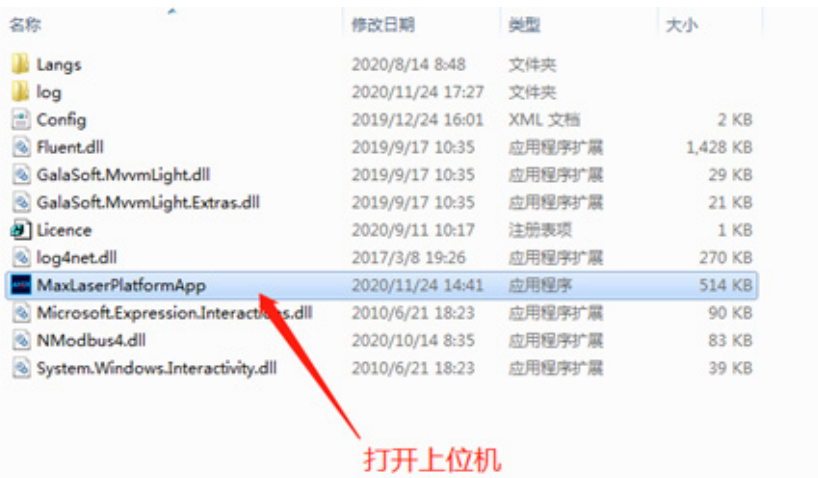 名称 修改日期 类型 大小
Langs 2020/8/14 8:48 文件夹
log 2020/11/24 17:27 文件夹
Config 2019/12/24 16:01 XML 文档 2 KB
Fluent.dll 2019/9/17 10:35 应用程序扩展 1,428 KB
GalaSoft.MvvmLight.dll 2019/9/17 10:35 应用程序扩展 29 KB
GalaSoft.MvvmLight.Extras.dll 2019/9/17 10:35 应用程序扩展 21 KB
Licence 2020/9/11 10:17 注册表项 1 KB
log4net.dll 2017/3/8 19:26 应用程序扩展 270 KB
MaxLaserPlatformApp 2020/11/24 14:41 应用程序 514 KB
Microsoft.Expression.Interactions.dll 2010/6/21 18:23 应用程序扩展 90 KB
NModbus4.dll 2020/10/14 8:35 应用程序扩展 83 KB
System.Windows.Interactivity.dll 2010/6/21 18:23 应用程序扩展 39 KB
打开上位机